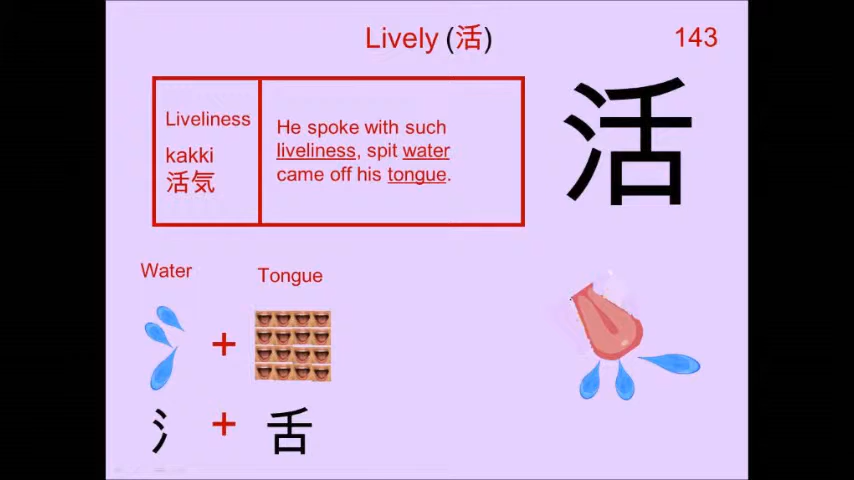 Lively (活)
143
Liveliness
kakki
活気
He spoke with such
liveliness, spit water
came off his tongue.
活
Water
Tongue
+
氵 + 舌